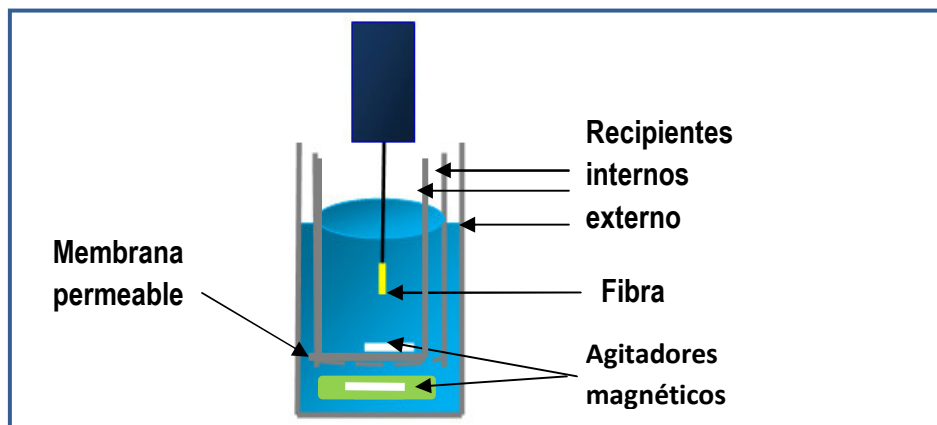 Recipientes
internos
externo
Membrana
permeable
Fibra
Agitadores
magnéticos